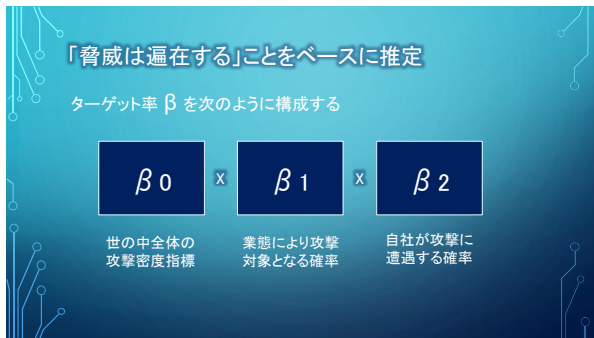 「脅威は遍在する」ことをベースに推定
ターゲット率 β を次のように構成する
β0 x β1 x β2
世の中全体の
攻撃密度指標
業態により攻撃
対象となる確率
自社が攻撃に
遭遇する確率